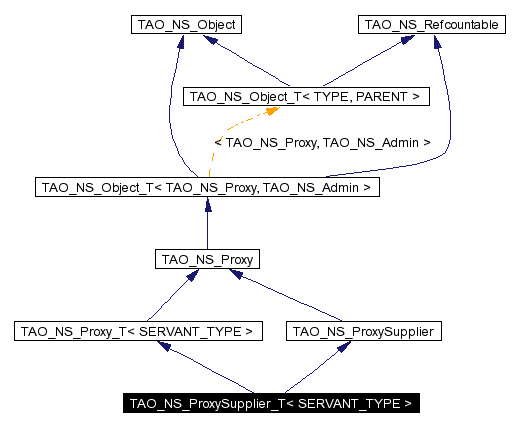 TAO_NS_Object
TAO_NS_Refcountable
TAO_NS_Object_T< TYPE, PARENT >
< TAO_NS_Proxy, TAO_NS_Admin >
TAO_NS_Object_T< TAO_NS_Proxy, TAO_NS_Admin >
TAO_NS_Proxy
TAO_NS_Proxy_T< SERVANT_TYPE >
TAO_NS_ProxySupplier
TAO_NS_ProxySupplier_T< SERVANT_TYPE >